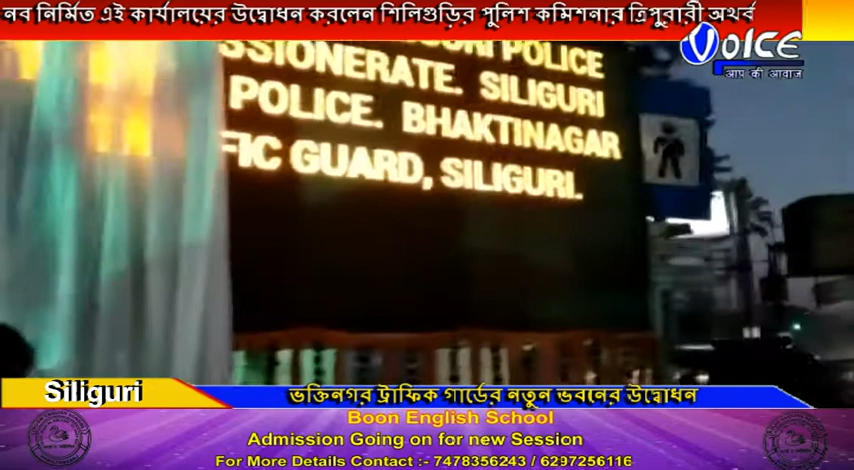 নব নির্মিত এই কার্যালয়ের উদ্বোধন করলেন শিলিগুড়ির পুলিশ কমিশনার ত্রিপুরারী অথর্ব
VOICE
आप की आवाज
POLICE
SSIONERATE. SILIGURI
POLICE. BHAKTINAGAR
FIC GUARD, SILIGURI.
Siliguri
ভক্তিনগর ট্রাফিক গার্ডের নতুন ভবনের উদ্বোধন
Boon English School
Admission Going on for new Session
For More Details Contact :- 7478356243 / 6297256116